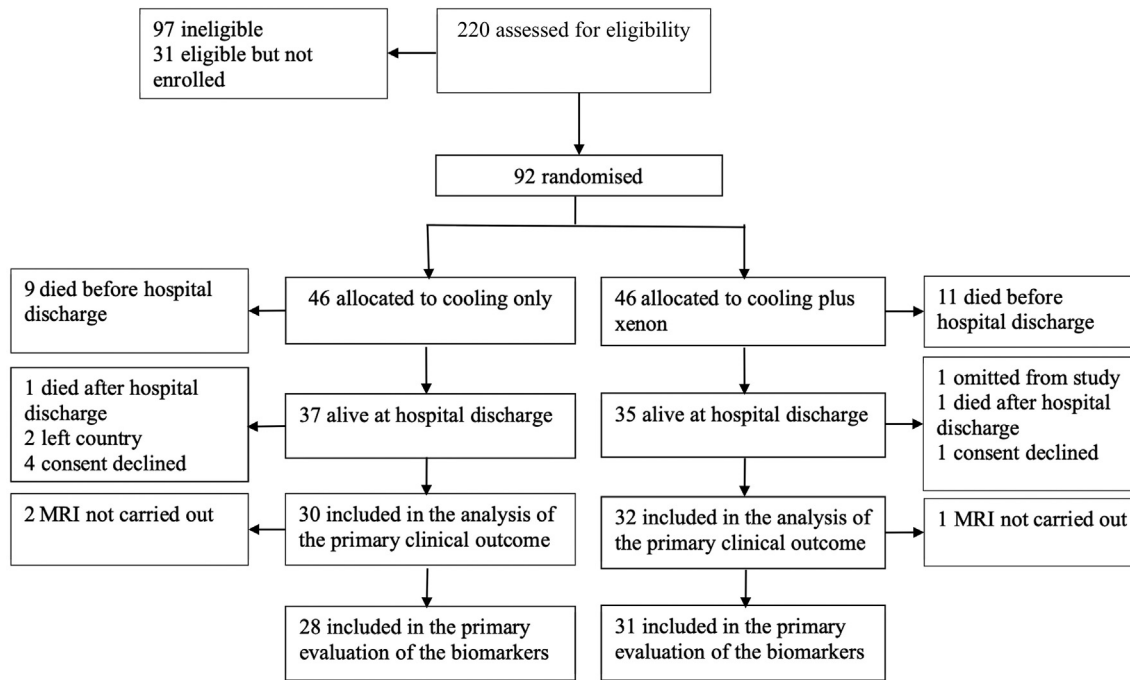 97 ineligible
31 eligible but not
enrolled
220 assessed for eligibility
92 randomised
9 died before hospital
discharge
46 allocated to cooling only
46 allocated to cooling plus
xenon
11 died before
hospital discharge
1 died after hospital
discharge
2 left country
4 consent declined
37 alive at hospital discharge
35 alive at hospital discharge
1 omitted from study
1 died after hospital
discharge
1 consent declined
2 MRI not carried out
30 included in the analysis of
the primary clinical outcome
32 included in the analysis of
the primary clinical outcome
1 MRI not carried out
28 included in the primary
evaluation of the biomarkers
31 included in the primary
evaluation of the biomarkers